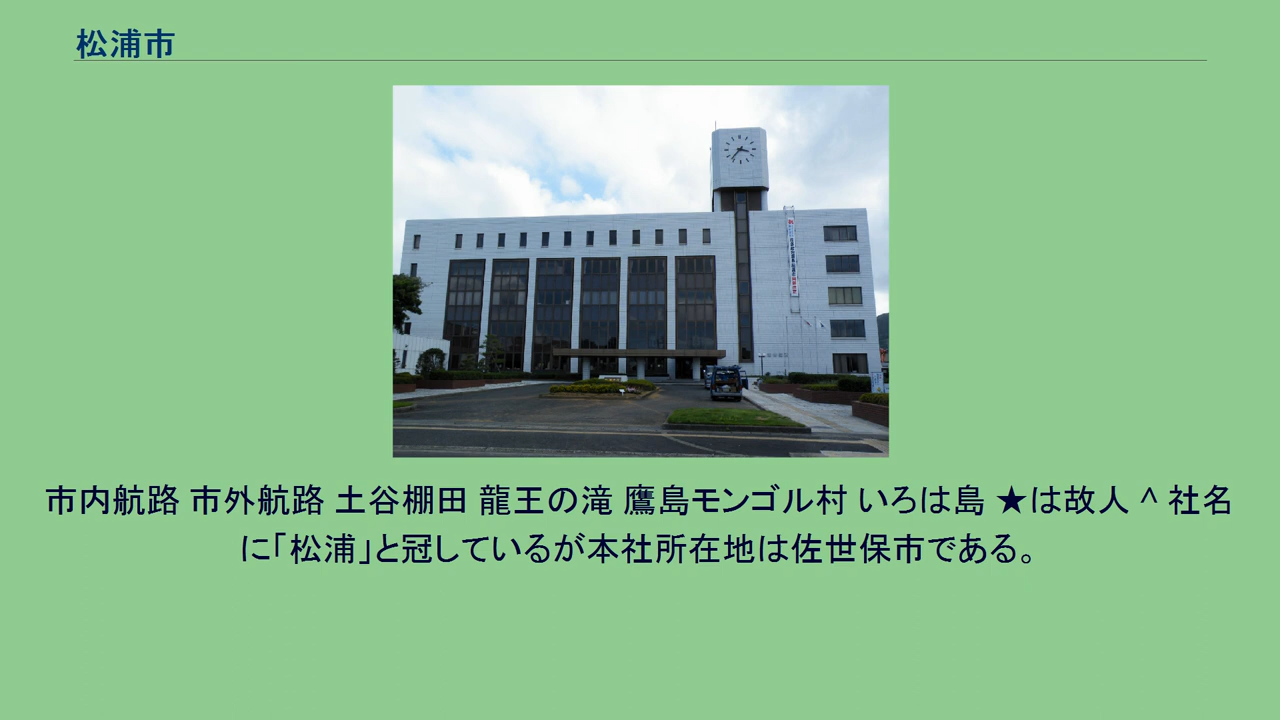 松浦市
市内航路 市外航路 土谷棚田 龍王の滝 鷹島モンゴル村 いろは島 ★は故人 ^ 社名
に「松浦」と冠しているが本社所在地は佐世保市である。